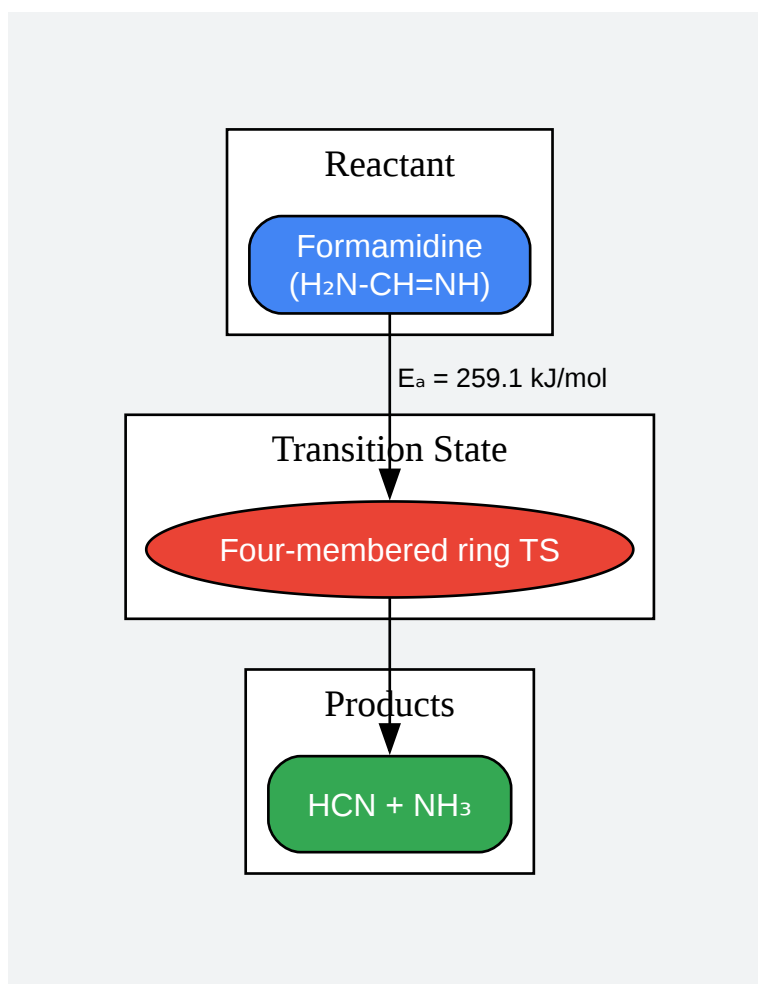 Reactant
Formamidine
(H₂N-CH=NH)
Eₐ = 259.1 kJ/mol
Transition State
Four-membered ring TS
Products
HCN + NH₃